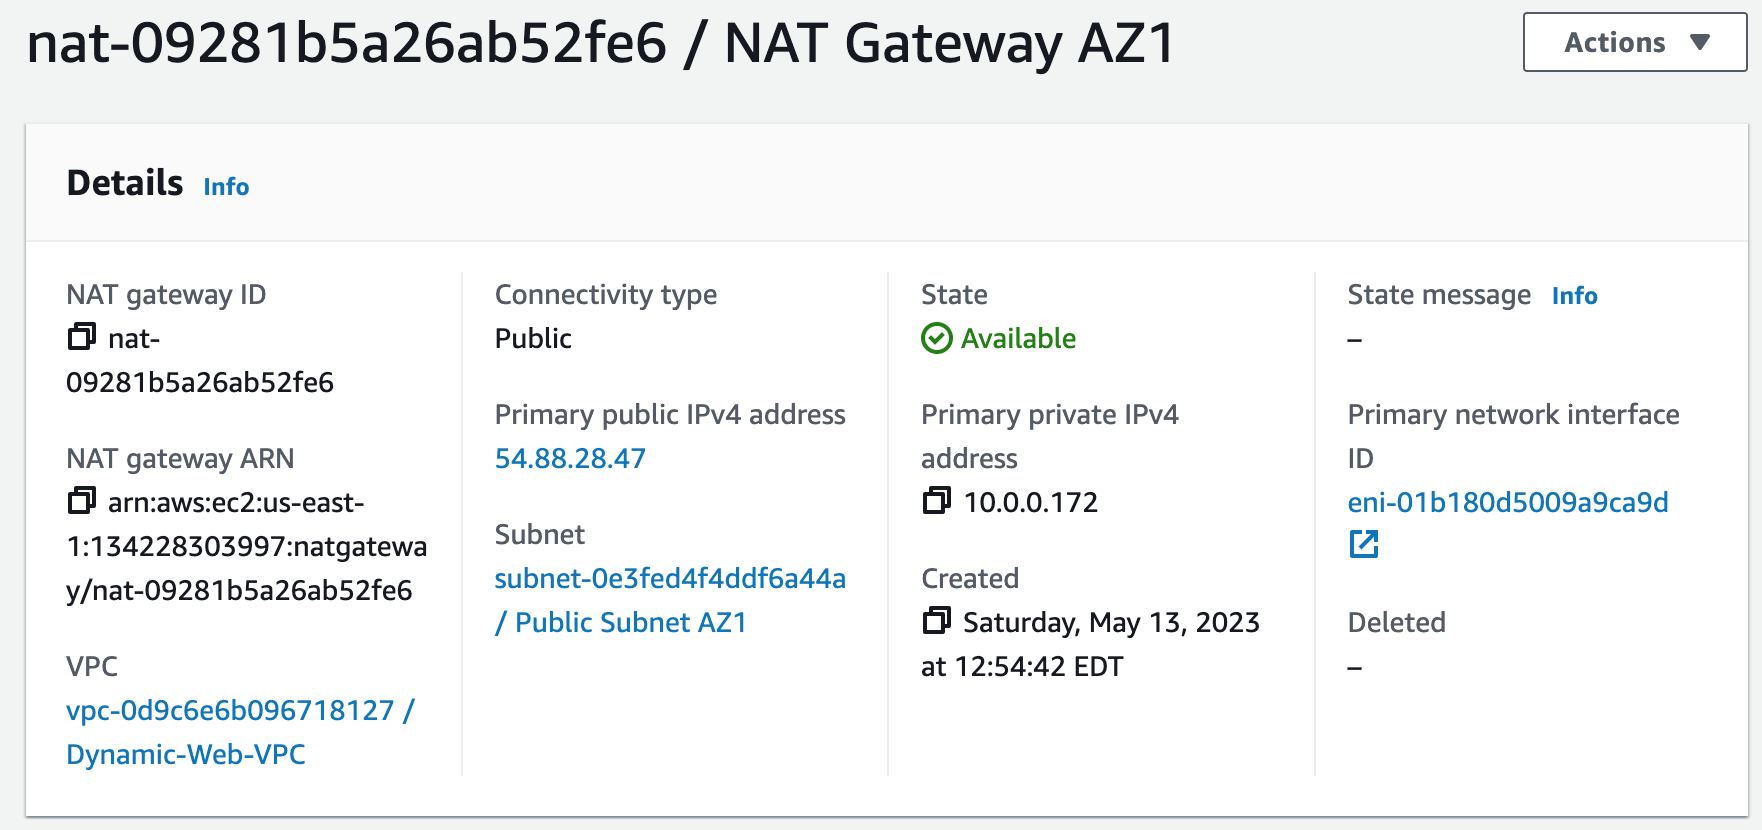 nat-09281b5a26ab52fe6 / NAT Gateway AZ1
Actions
Details Info
NAT gateway ID
nat-
09281b5a26ab52fe6
NAT gateway ARN
arn:aws:ec2:us-east-
1:134228303997:natgatewa
y/nat-09281b5a26ab52fe6
VPC
vpc-0d9c6e6b096718127 /
Dynamic-Web-VPC
Connectivity type
Public
Primary public IPv4 address
54.88.28.47
Subnet
subnet-0e3fed4f4ddf6a44a
/ Public Subnet AZ1
State
Available
Primary private IPv4
address
10.0.0.172
Created
Saturday, May 13, 2023
at 12:54:42 EDT
State message Info
–
Primary network interface
ID
eni-01b180d5009a9ca9d
Deleted
–